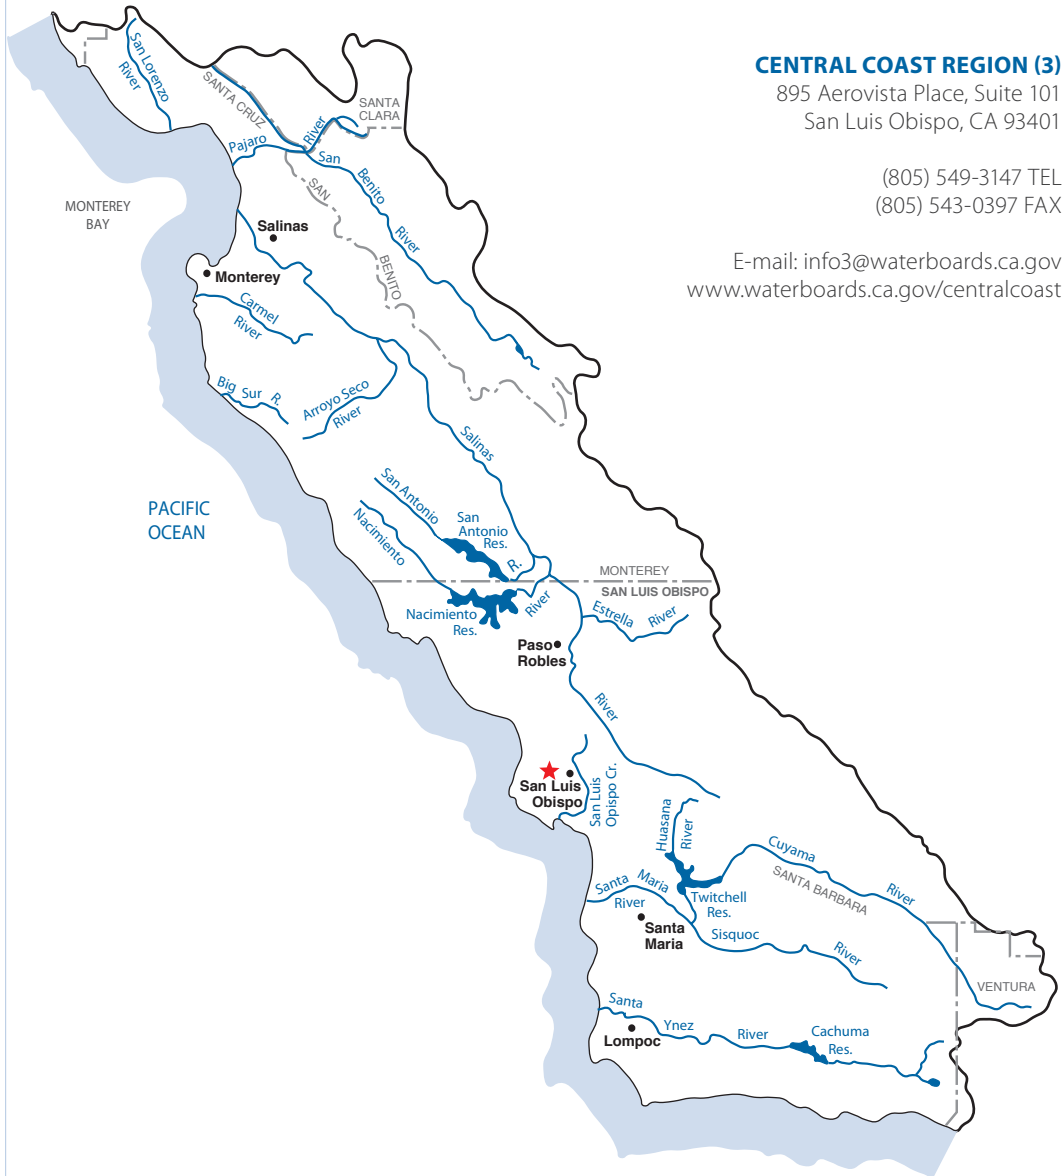 CENTRAL COAST REGION (3)
895 Aerovista Place, Suite 101
San Luis Obispo, CA 93401
(805) 549-3147 TEL
(805) 543-0397 FAX
E-mail: info3@waterboards.ca.gov
www.waterboards.ca.gov/centralcoast
San Lorenzo
River
SANTA CRUZ
SANTA
CLARA
River
Pajaro
San
Benito
River
SAN
BENITO
MONTEREY
BAY
Salinas
Monterey
Carmel
River
Big Sur R.
Arroyo Seco
River
Salinas
PACIFIC
OCEAN
San Antonio
San
Antonio
Res.
R.
Nacimiento
MONTEREY
SAN LUIS OBISPO
Nacimiento
Res.
River
Estrella River
Paso
Robles
River
San Luis
Obispo
San Luis
Opispo Cr.
Huasana
River
Cuyama
River
SANTA BARBARA
Santa Maria
River
Twitchell
Res.
Santa
Maria
Sisquoc
River
VENTURA
Santa
Ynez
River
Cachuma
Res.
Lompoc